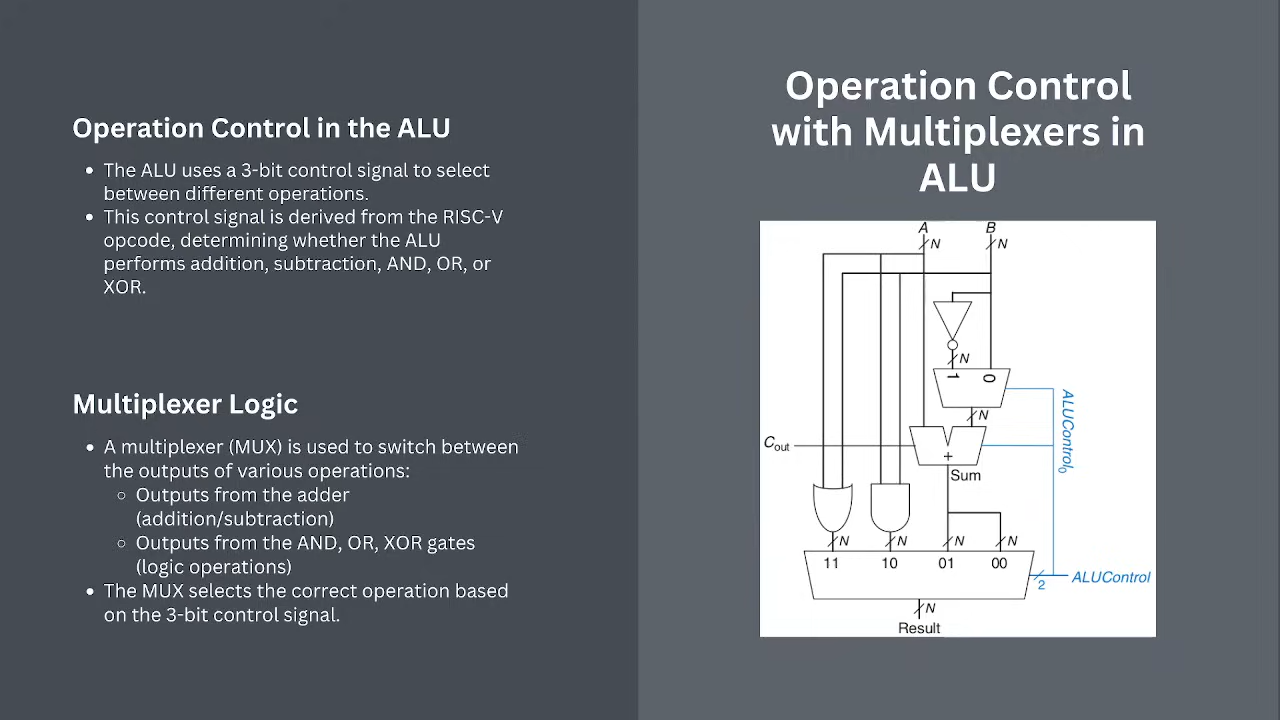 Operation Control in the ALU
The ALU uses a 3-bit control signal to select
between different operations.
This control signal is derived from the RISC-V
opcode, determining whether the ALU
performs addition, subtraction, AND, OR, or
XOR.
Multiplexer Logic
A multiplexer (MUX) is used to switch between
the outputs of various operations:
Outputs from the adder
(addition/subtraction)
Outputs from the AND, OR, XOR gates
(logic operations)
The MUX selects the correct operation based
on the 3-bit control signal.
Operation Control
with Multiplexers in
ALU
A B
N N
N
1 0
N
ALUControl0
Cout
+
Sum
N N N N
11 10 01 00
2 ALUControl
N
Result